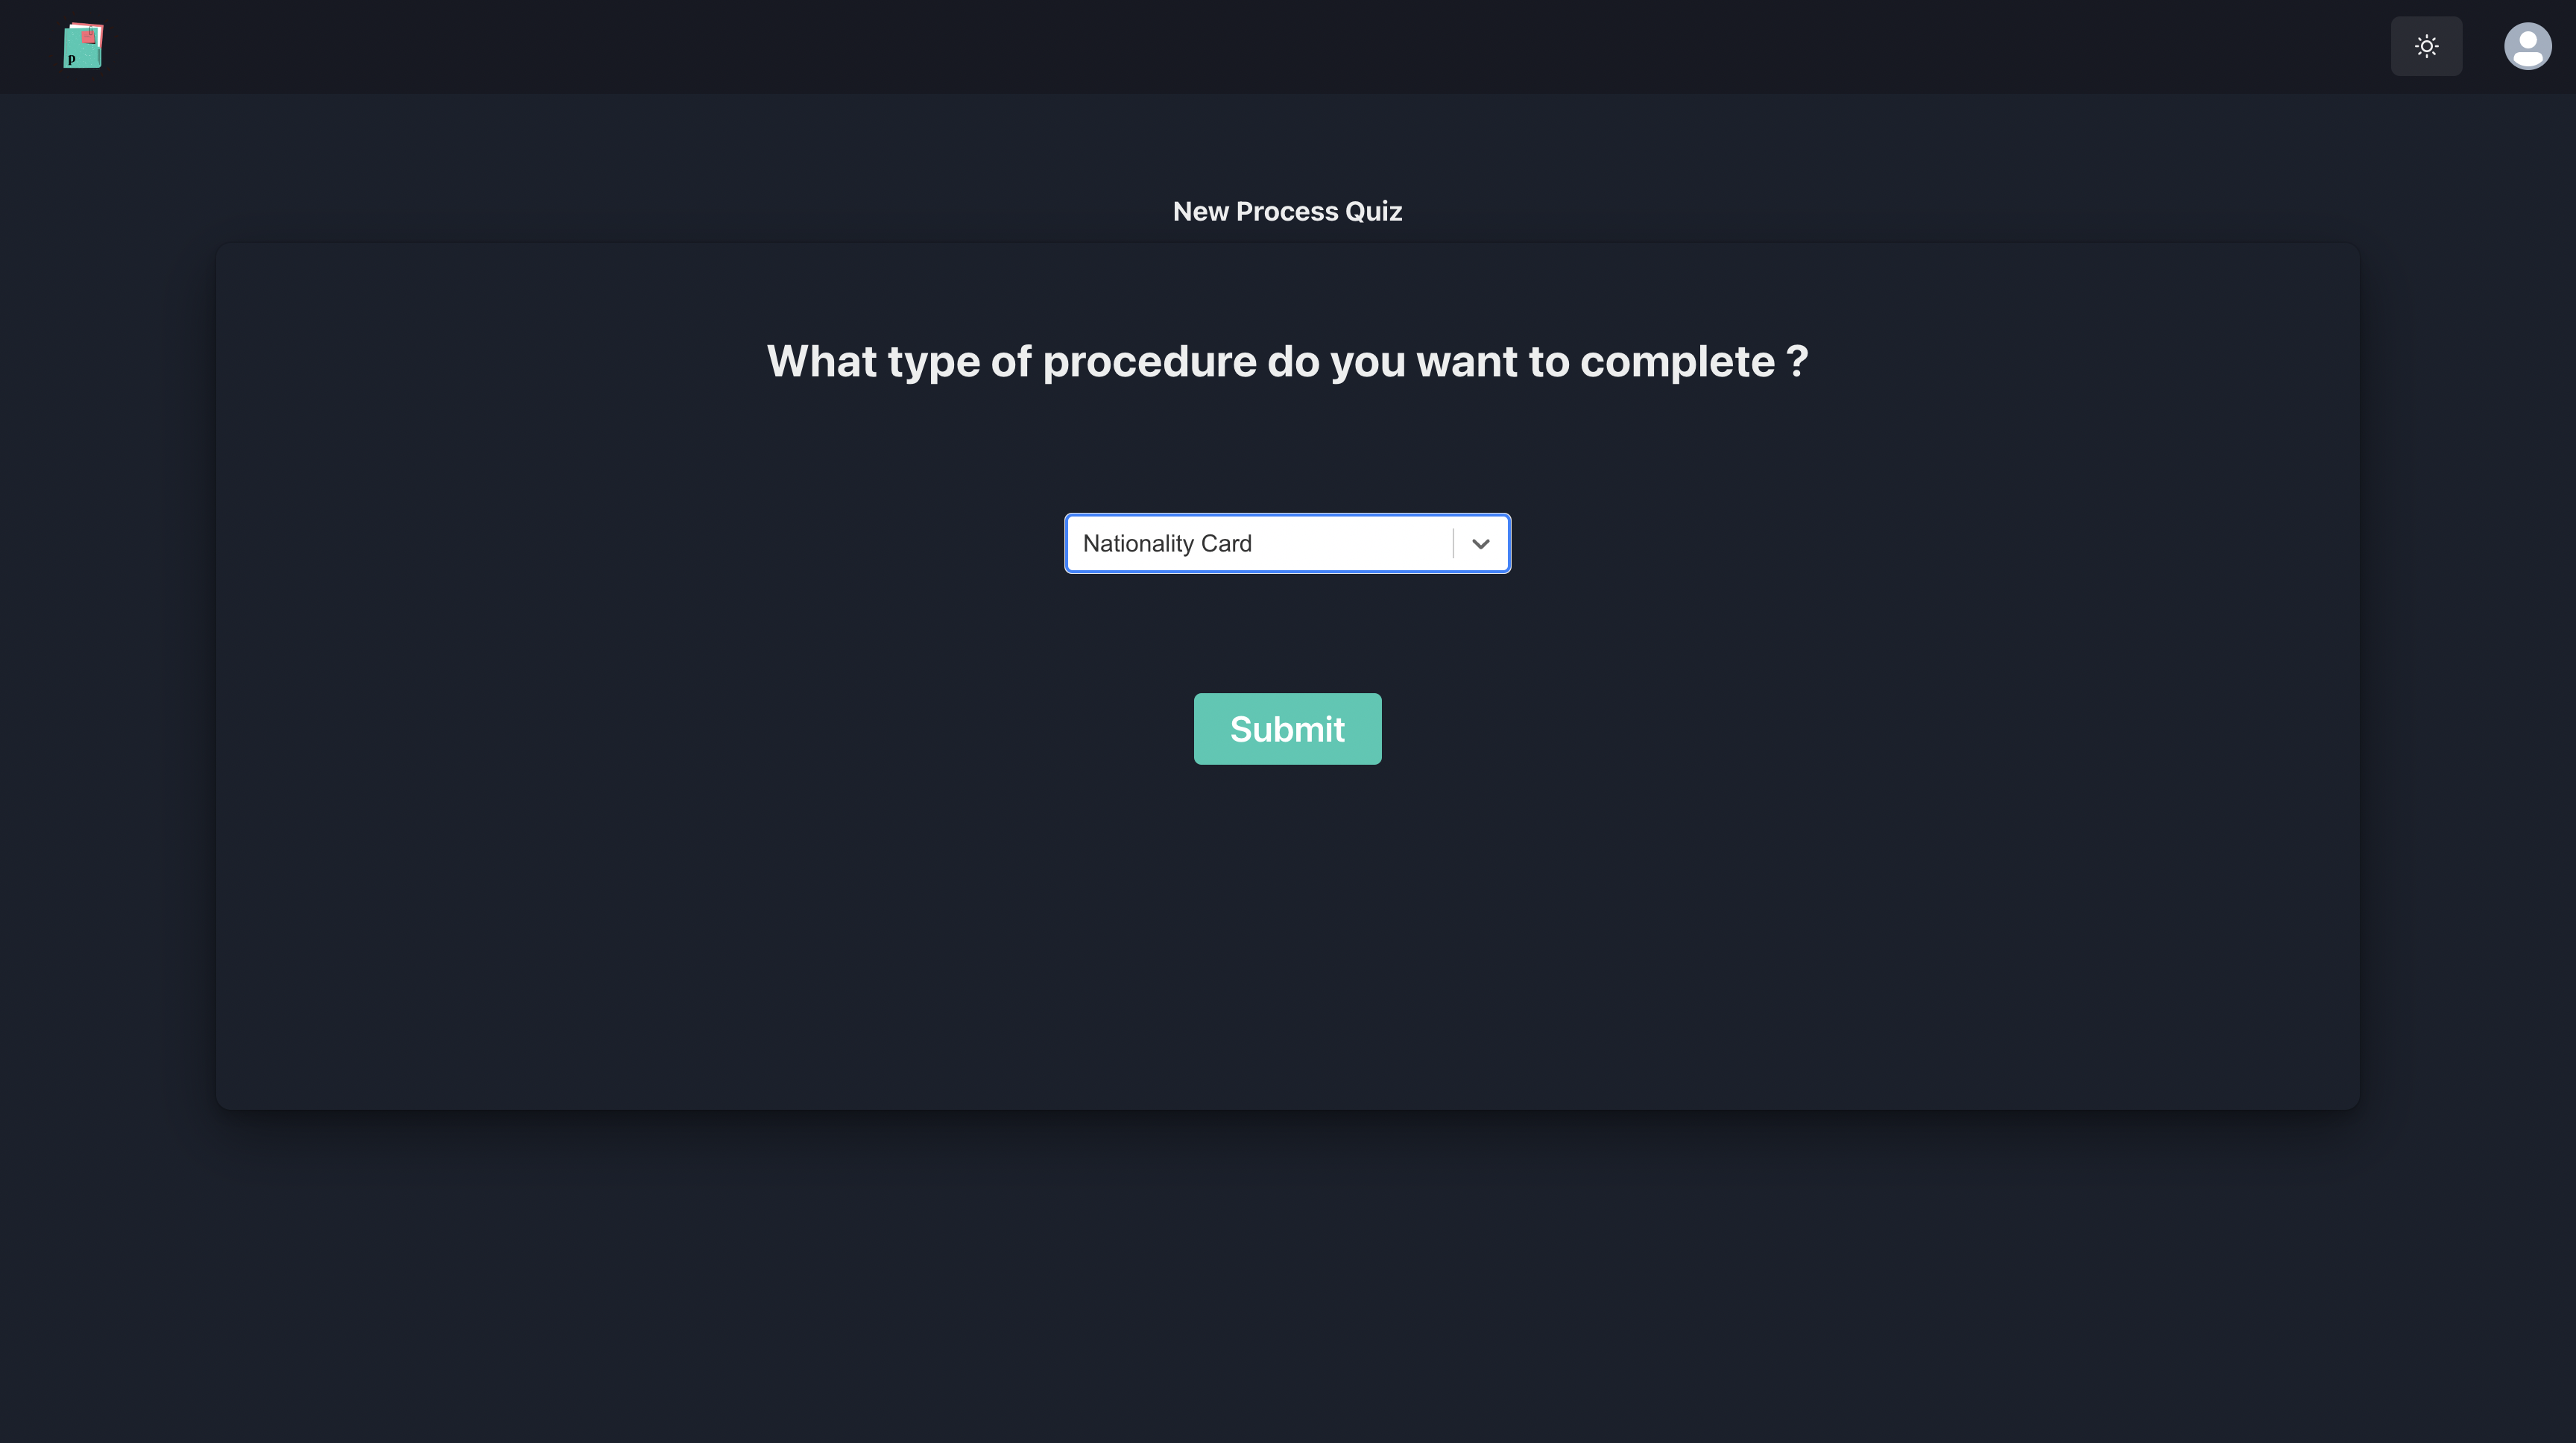 p
New Process Quiz
What type of procedure do you want to complete ?
Nationality Card
Submit